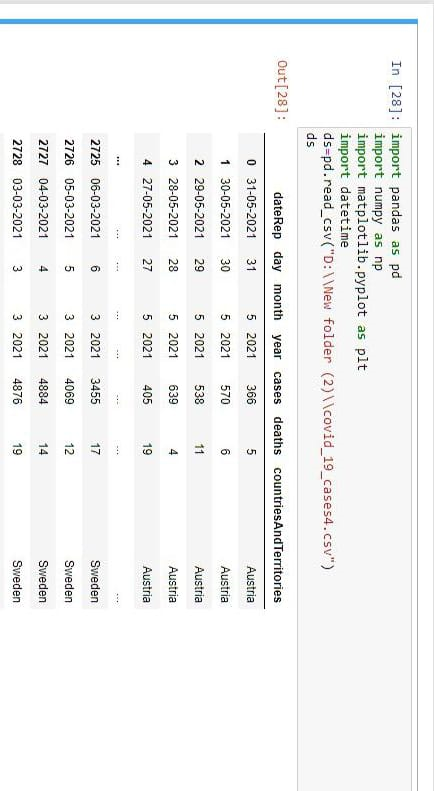 In [28]: import pandas as pd
import numpy as np
import matplotlib.pyplot as plt
import datetime
ds=pd.read_csv("D:\\New folder (2)\\covid_19_cases4.csv")
ds
Out[28]:
dateRep day month year cases deaths countriesAndTerritories
0 31-05-2021 31 5 2021 366 5 Austria
1 30-05-2021 30 5 2021 570 6 Austria
2 29-05-2021 29 5 2021 538 11 Austria
3 28-05-2021 28 5 2021 639 4 Austria
4 27-05-2021 27 5 2021 405 19 Austria
... ... ... ... ... ... ... ...
2725 06-03-2021 6 3 2021 3455 17 Sweden
2726 05-03-2021 5 3 2021 4069 12 Sweden
2727 04-03-2021 4 3 2021 4884 14 Sweden
2728 03-03-2021 3 3 2021 4876 19 Sweden